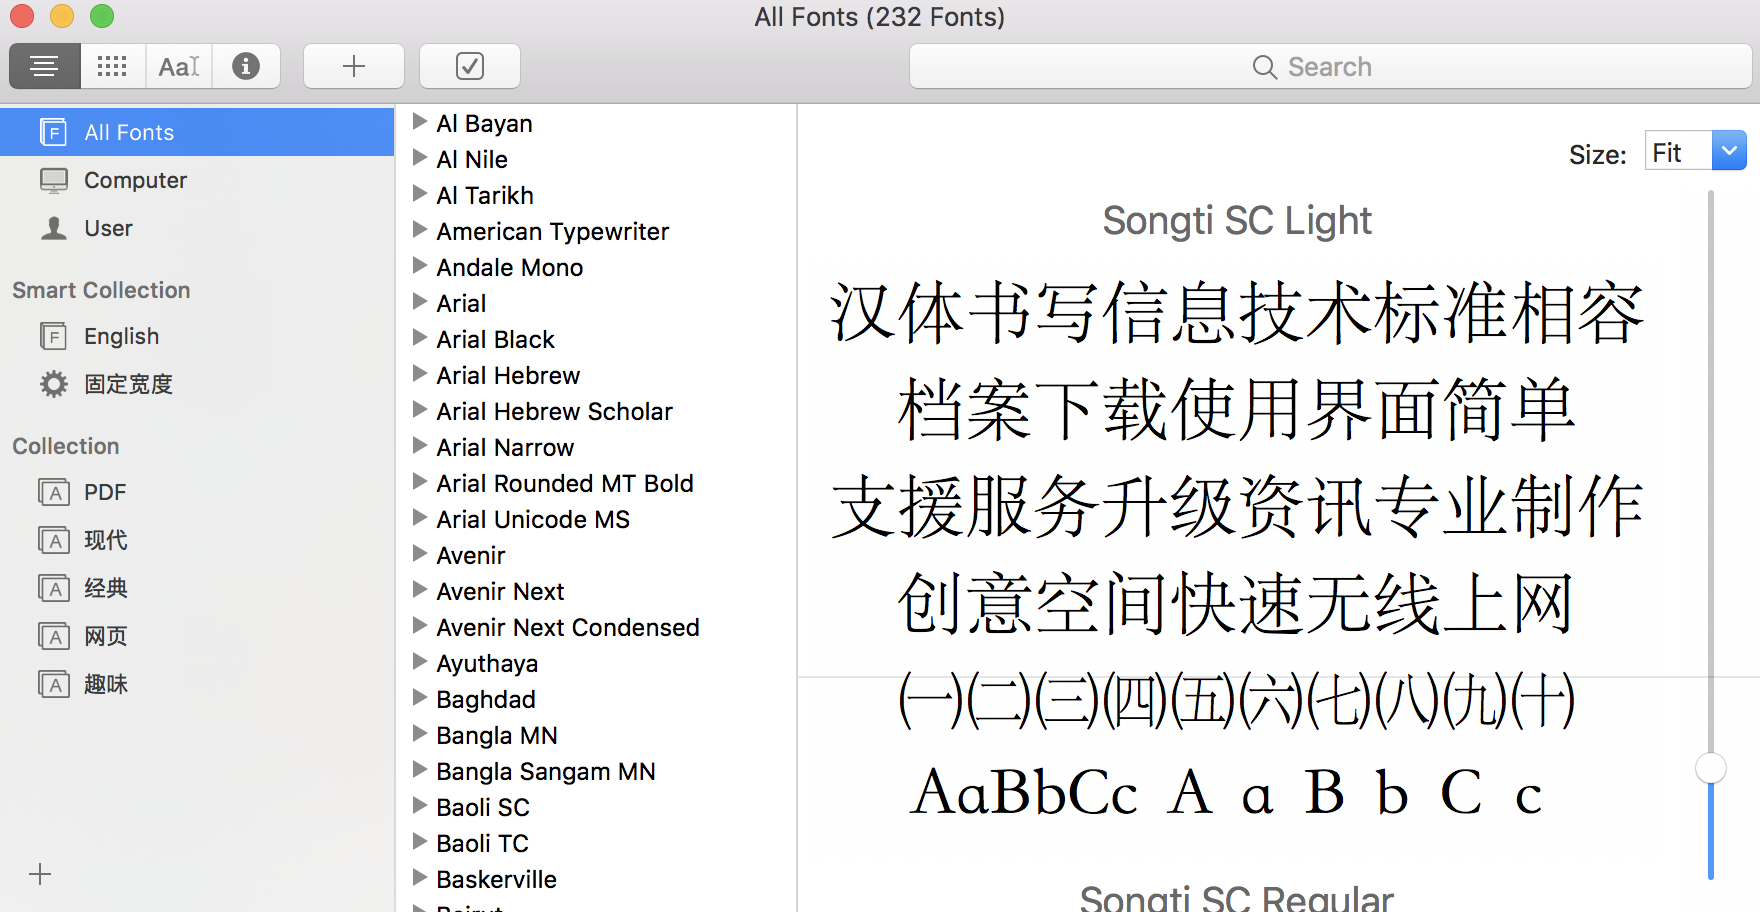 All Fonts (232 Fonts)
Aa
Search
All Fonts
Computer
User
Smart Collection
English
固定宽度
Collection
PDF
现代
经典
网页
趣味
Al Bayan
Al Nile
Al Tarikh
American Typewriter
Andale Mono
Arial
Arial Black
Arial Hebrew
Arial Hebrew Scholar
Arial Narrow
Arial Rounded MT Bold
Arial Unicode MS
Avenir
Avenir Next
Avenir Next Condensed
Ayuthaya
Baghdad
Bangla MN
Bangla Sangam MN
Baoli SC
Baoli TC
Baskerville
Beirut
Size: Fit
Songti SC Light
汉体书写信息技术标准相容
档案下载使用界面简单
支援服务升级资讯专业制作
创意空间快速无线上网
㈠㈡㈢㈣㈤㈥㈦㈧㈨㈩
AaBbCc A a B b C c
Songti SC Regular